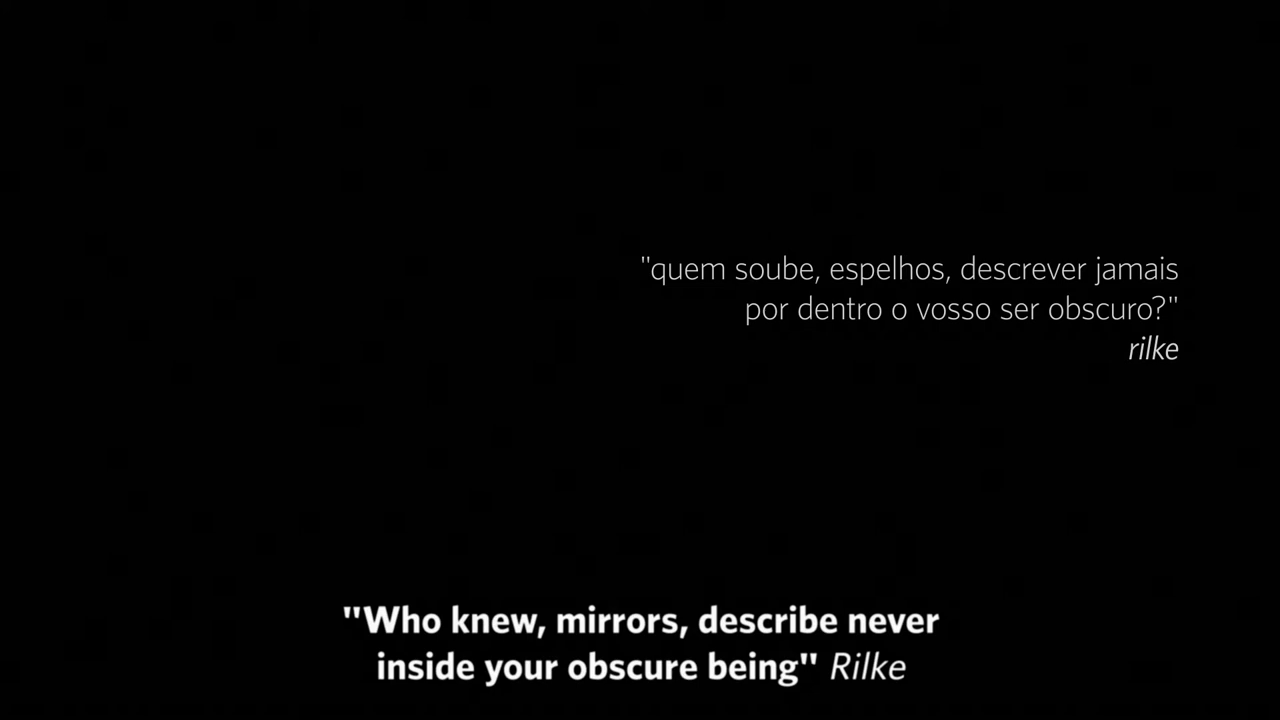 "quem soube, espelhos, descrever jamais
por dentro o vosso ser obscuro?"
rilke
"Who knew, mirrors, describe never
inside your obscure being" Rilke